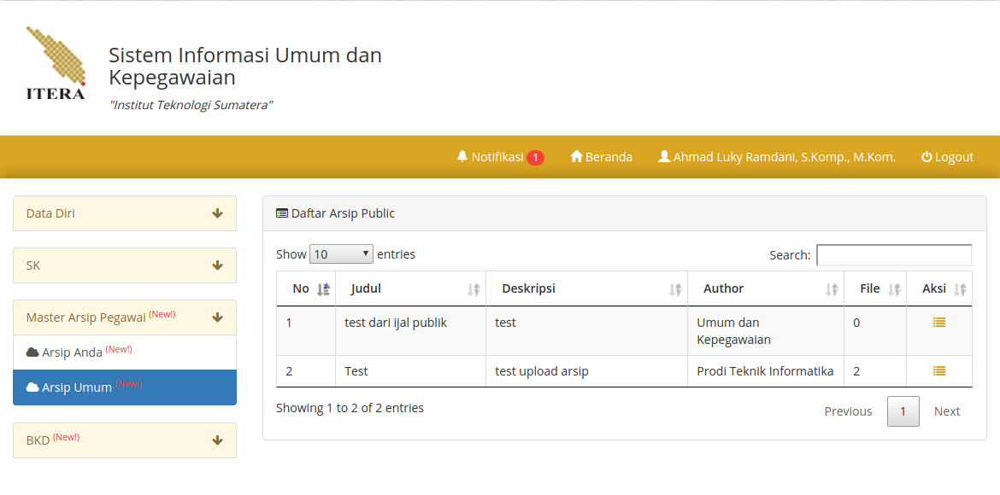 ITERA
Sistem Informasi Umum dan
Kepegawaian
"Institut Teknologi Sumatera"
Notifikasi 1 Beranda Ahmad Luky Ramdani, S.Komp., M.Kom. Logout
Data Diri
SK
Master Arsip Pegawai (New!)
Arsip Anda (New!)
Arsip Umum (New!)
BKD (New!)
Daftar Arsip Public
Show 10 entries Search:
No Judul Deskripsi Author File Aksi
1 test dari ijal publik test Umum dan 0
Kepegawaian
2 Test test upload arsip Prodi Teknik Informatika 2
Showing 1 to 2 of 2 entries
Previous 1 Next